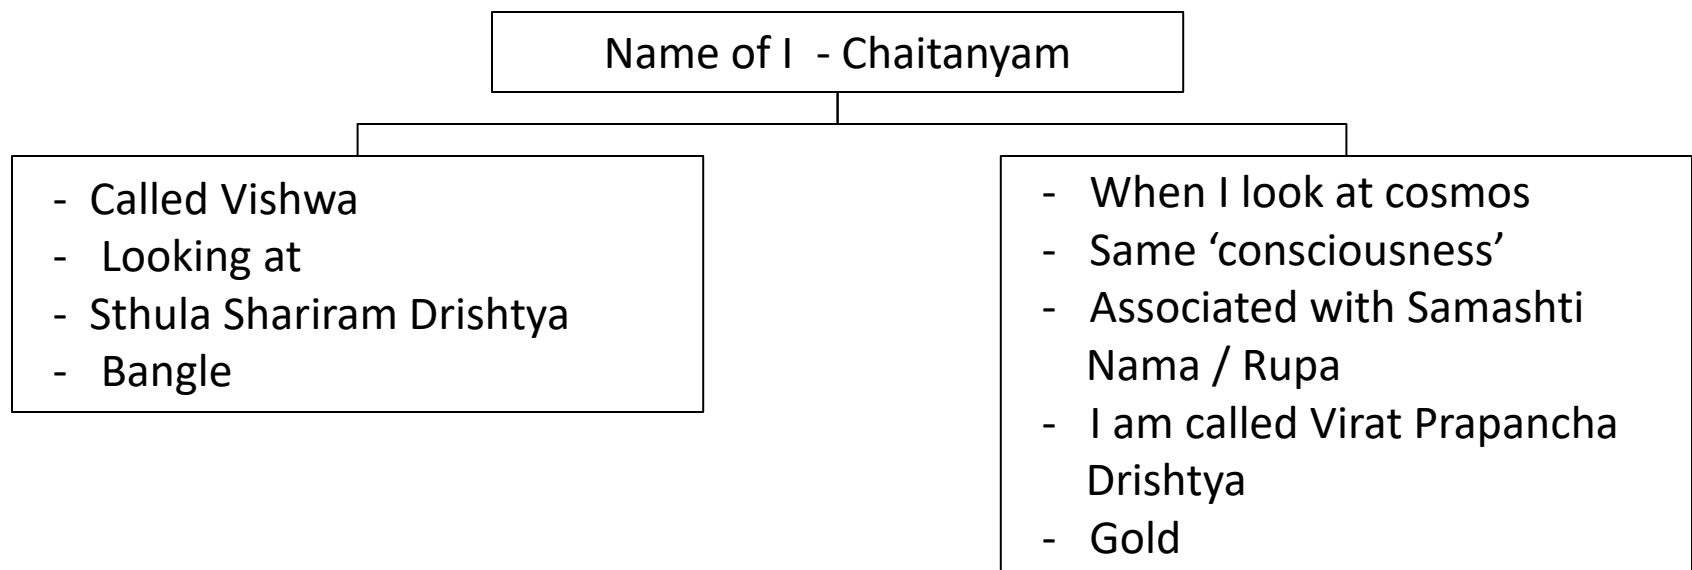 Name of I - Chaitanyam
- Called Vishwa
- Looking at
- Sthula Shariram Drishtya
- Bangle
- When I look at cosmos
- Same ‘consciousness’
- Associated with Samashti
Nama / Rupa
- I am called Virat Prapancha
Drishtya
- Gold